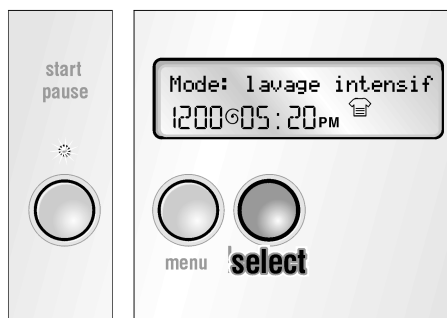 start
pause
Mode: lavage intensif
1200 05:20PM
menu
select